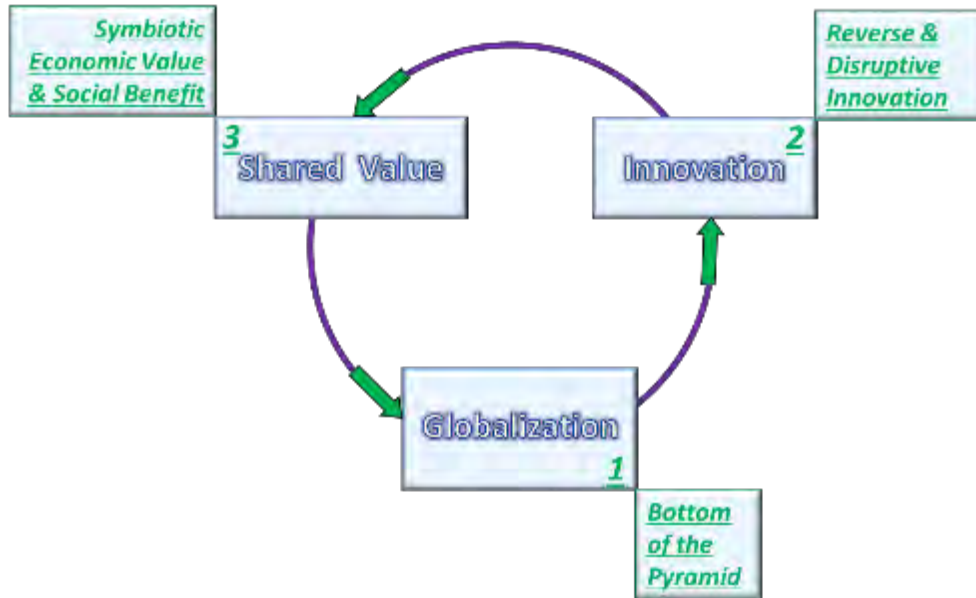 Symbiotic
Economic Value
& Social Benefit
3
Shared Value
Reverse &
Disruptive
Innovation
2
Innovation
Globalization
1
Bottom
of the
Pyramid